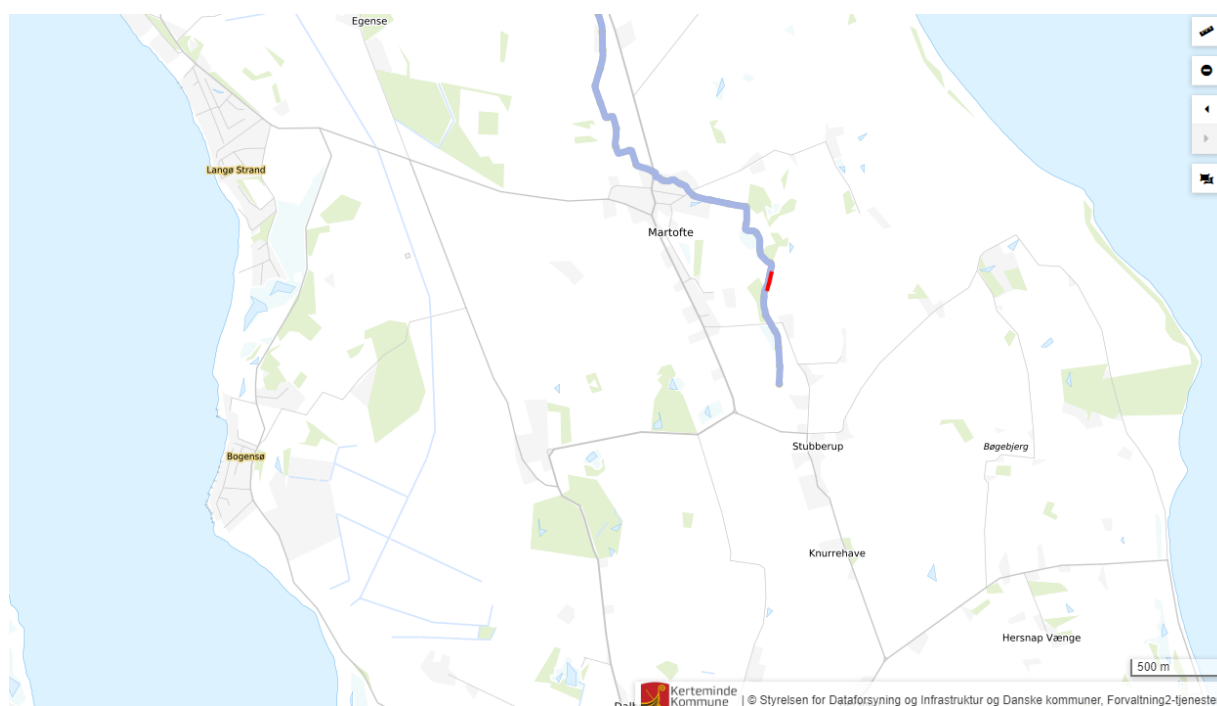 Egense
Langø Strand
Martofte
Stubberup
Bøgebjerg
Bogensø
Knurrehave
Hersnap Vænge
500 m
Kerteminde
Kommune
| © Styrelsen for Dataforsyning og Infrastruktur og Danske kommuner, Forvaltning2-tjeneste